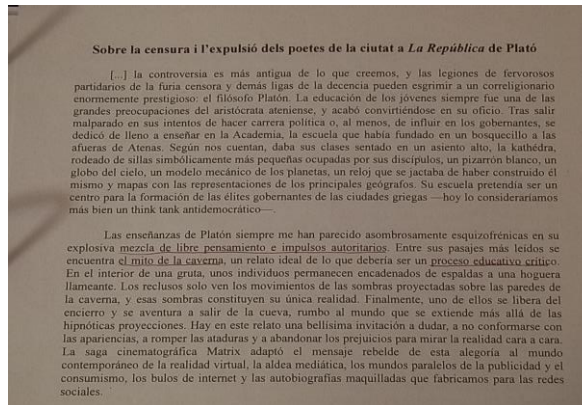 Sobre la censura i l'expulsió dels poetes de la ciutat a La República de Plató
[...] la controversia es más antigua de lo que creemos, y las legiones de fervorosos
partidarios de la furia censora y demás ligas de la decencia pueden esgrimir a un correligionario
enormemente prestigioso: el filósofo Platón. La educación de los jóvenes siempre fue una de las
grandes preocupaciones del aristócrata ateniense, y acabó convirtiéndose en su oficio. Tras salir
malparado en sus intentos de hacer carrera política o, al menos, de influir en los gobernantes, se
dedicó de lleno a enseñar en la Academia, la escuela que había fundado en un bosquecillo a las
afueras de Atenas. Según nos cuentan, daba sus clases sentado en un asiento alto, la kathédra,
rodeado de sillas simbólicamente más pequeñas ocupadas por sus discípulos, un pizarrón blanco, un
globo del cielo, un modelo mecánico de los planetas, un reloj que se jactaba de haber construido él
mismo y mapas con las representaciones de los principales geógrafos. Su escuela pretendía ser un
centro para la formación de las élites gobernantes de las ciudades griegas —hoy lo consideraríamos
más bien un think tank antidemocrático—.
Las enseñanzas de Platón siempre me han parecido asombrosamente esquizofrénicas en su
explosiva mezcla de libre pensamiento e impulsos autoritarios. Entre sus pasajes más leídos se
encuentra el mito de la caverna, un relato ideal de lo que debería ser un proceso educativo crítico.
En el interior de una gruta, unos individuos permanecen encadenados de espaldas a una hoguera
llameante. Los reclusos solo ven los movimientos de las sombras proyectadas sobre las paredes de
la caverna, y esas sombras constituyen su única realidad. Finalmente, uno de ellos se libera del
encierro y se aventura a salir de la cueva, rumbo al mundo que se extiende más allá de las
hipnóticas proyecciones. Hay en este relato una bellísima invitación a dudar, a no conformarse con
las apariencias, a romper las ataduras y a abandonar los prejuicios para mirar la realidad cara a cara.
La saga cinematográfica Matrix adaptó el mensaje rebelde de esta alegoría al mundo
contemporáneo de la realidad virtual, la aldea mediática, los mundos paralelos de la publicidad y el
consumismo, los bulos de internet y las autobiografías maquilladas que fabricamos para las redes
sociales.